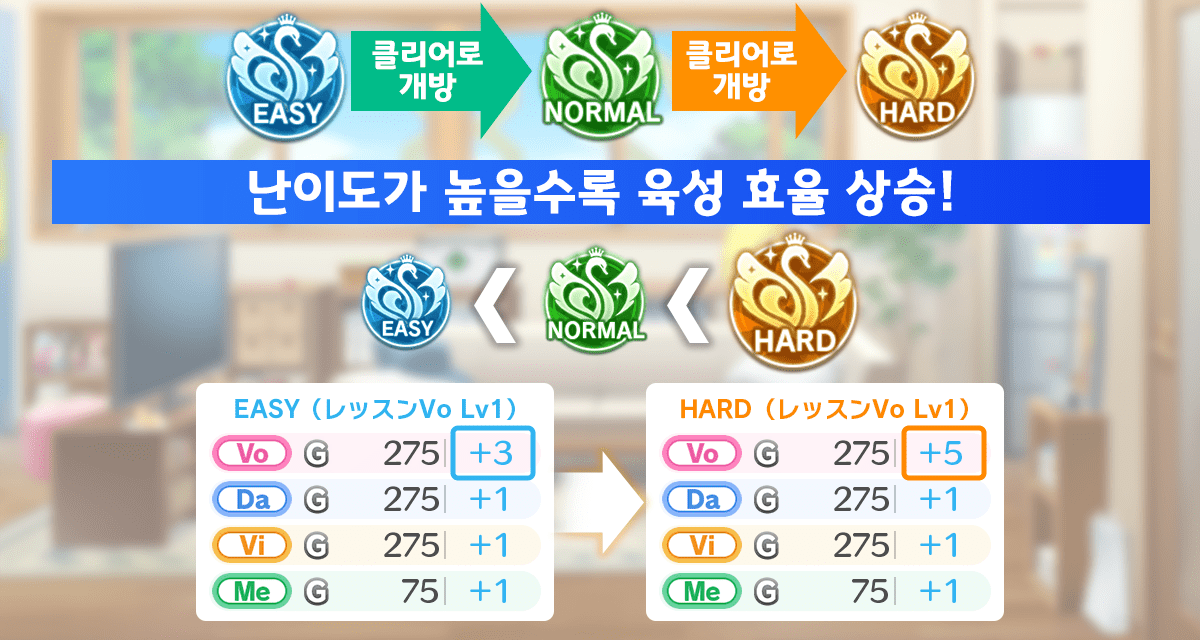 EASY
클리어로
개방
NORMAL
클리어로
개방
HARD
난이도가 높을수록 육성 효율 상승!
EASY
NORMAL
HARD
EASY（レッスンVo Lv1）
Vo G 275 +3
Da G 275 +1
Vi G 275 +1
Me G 75 +1
HARD（レッスンVo Lv1）
Vo G 275 +5
Da G 275 +1
Vi G 275 +1
Me G 75 +1